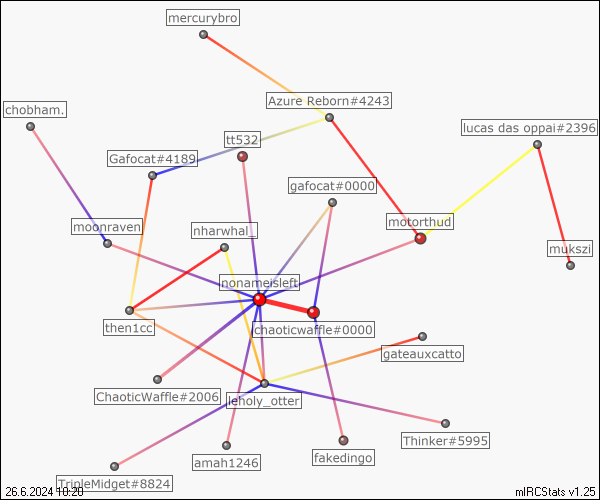 mercurybro
Azure Reborn#4243
chobham.
lucas das oppai#2396
tt532
Gafocat#4189
gafocat#0000
motorthud
moonraven
nharwhal_
mukszi
nonameisleft
then1cc
chaoticwaffle#0000
gateauxcatto
ChaoticWaffle#2006
leholy_otter
Thinker#5995
fakedingo
amah1246
TripleMidget#8824
26.6.2024 10:20
mIRCStats v1.25